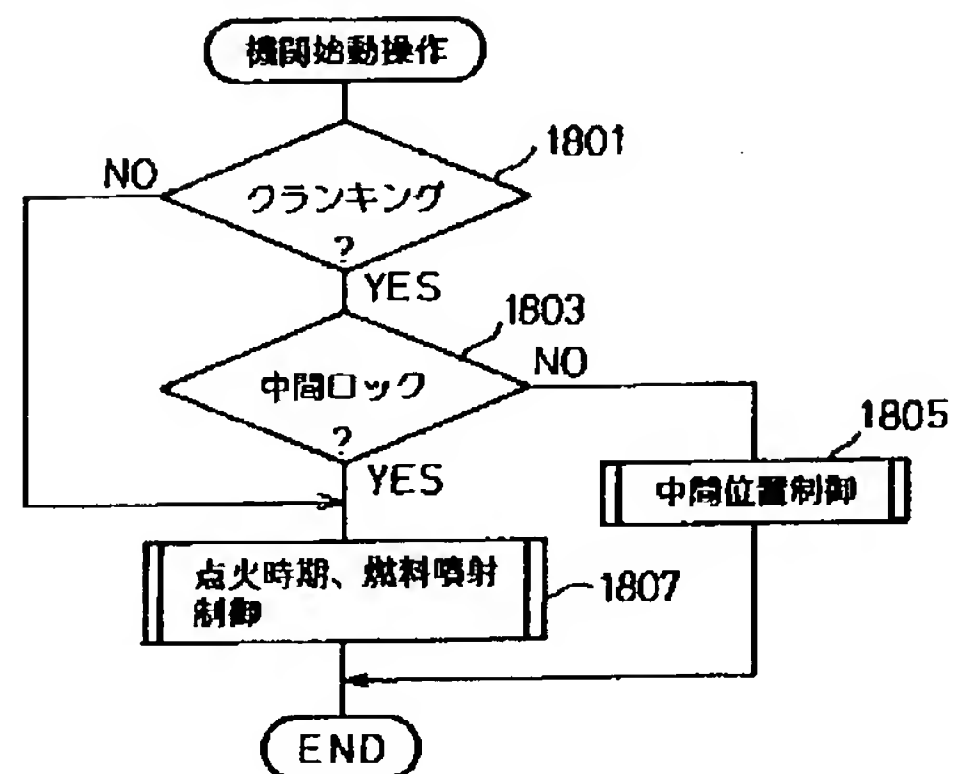 機関始動操作
1801
NO
クランキング
?
YES
1803
NO
中間ロック
?
YES
1805
中間位置制御
点火時期、燃料噴射
制御
1807
END